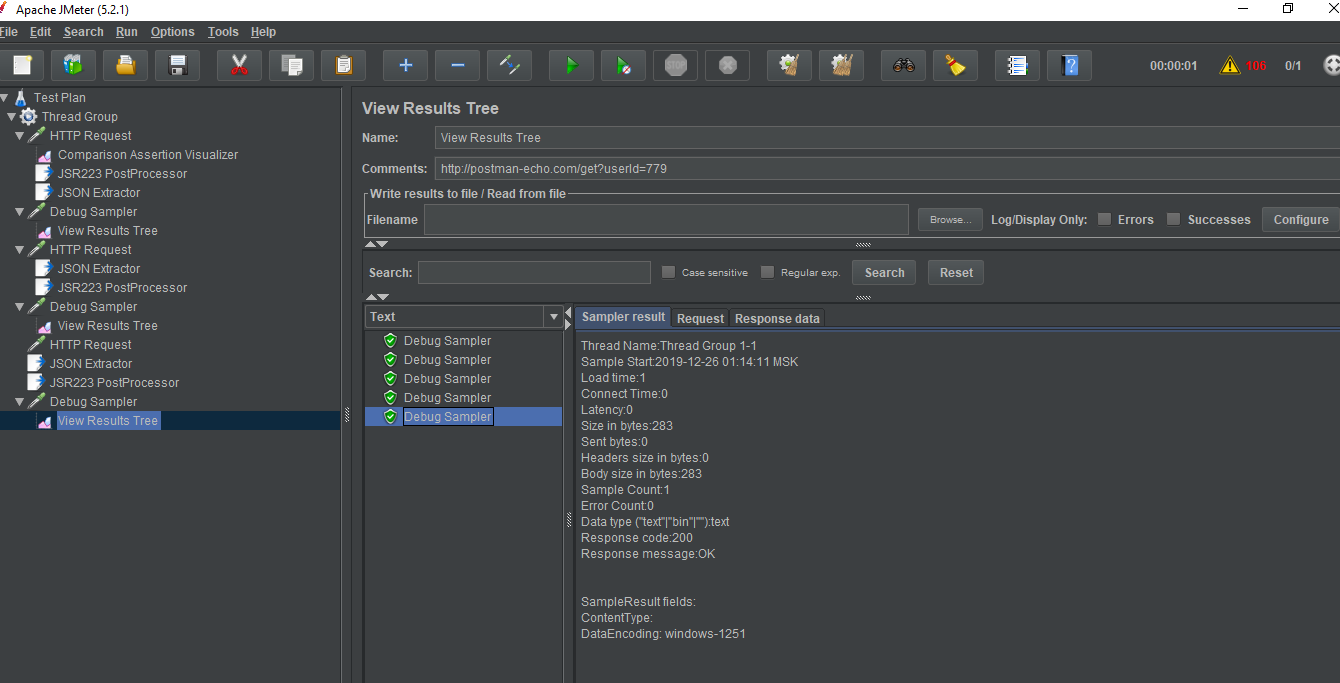 Apache JMeter (5.2.1)
File Edit Search Run Options Tools Help
STOP 00:00:01 106 0/1
Test Plan
Thread Group
HTTP Request
Comparison Assertion Visualizer
JSR223 PostProcessor
JSON Extractor
Debug Sampler
View Results Tree
HTTP Request
JSON Extractor
JSR223 PostProcessor
Debug Sampler
View Results Tree
HTTP Request
JSON Extractor
JSR223 PostProcessor
Debug Sampler
View Results Tree
View Results Tree
Name: View Results Tree
Comments: http://postman-echo.com/get?userId=779
Write results to file / Read from file
Filename Browse... Log/Display Only: Errors Successes Configure
Search: Case sensitive Regular exp. Search Reset
Text
Debug Sampler
Debug Sampler
Debug Sampler
Debug Sampler
Debug Sampler
Sampler result Request Response data
Thread Name:Thread Group 1-1
Sample Start:2019-12-26 01:14:11 MSK
Load time:1
Connect Time:0
Latency:0
Size in bytes:283
Sent bytes:0
Headers size in bytes:0
Body size in bytes:283
Sample Count:1
Error Count:0
Data type ("text"|"bin"|""):text
Response code:200
Response message:OK
SampleResult fields:
ContentType:
DataEncoding: windows-1251